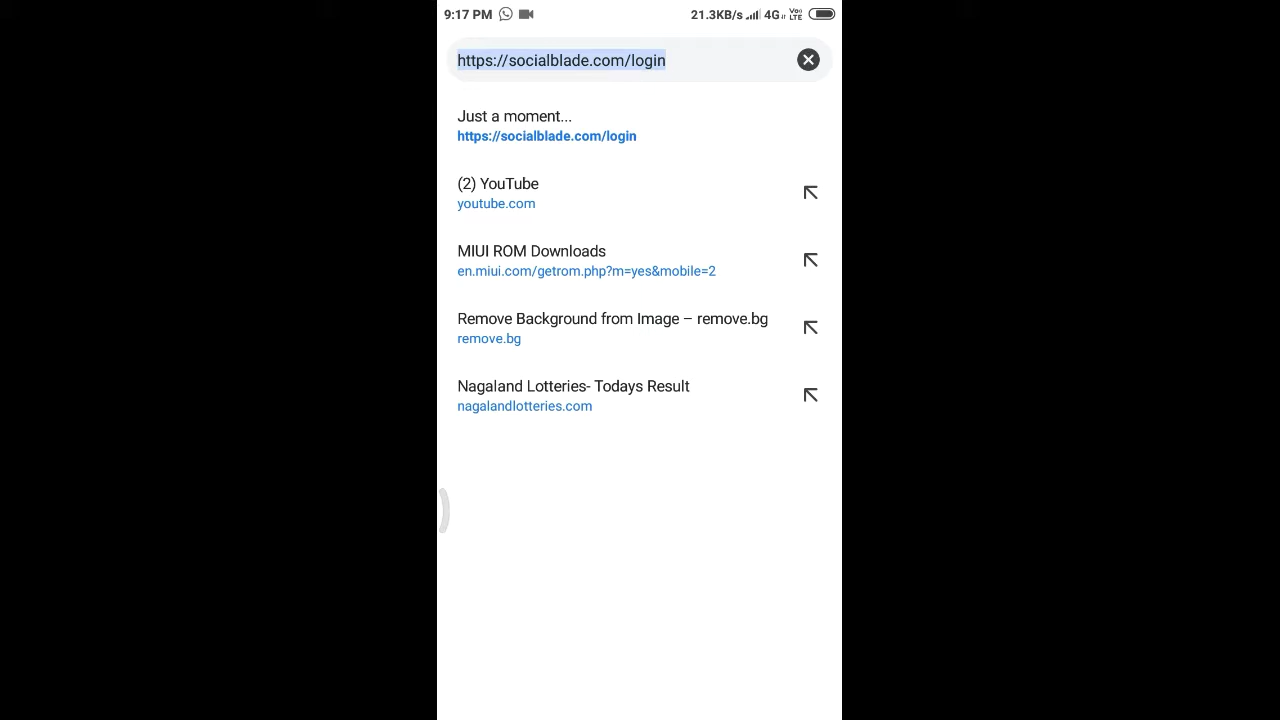 9:17 PM 21.3KB/s 4G Vo LTE
https://socialblade.com/login
Just a moment...
https://socialblade.com/login
(2) YouTube
youtube.com
MIUI ROM Downloads
en.miui.com/getrom.php?m=yes&mobile=2
Remove Background from Image – remove.bg
remove.bg
Nagaland Lotteries- Todays Result
nagalandlotteries.com